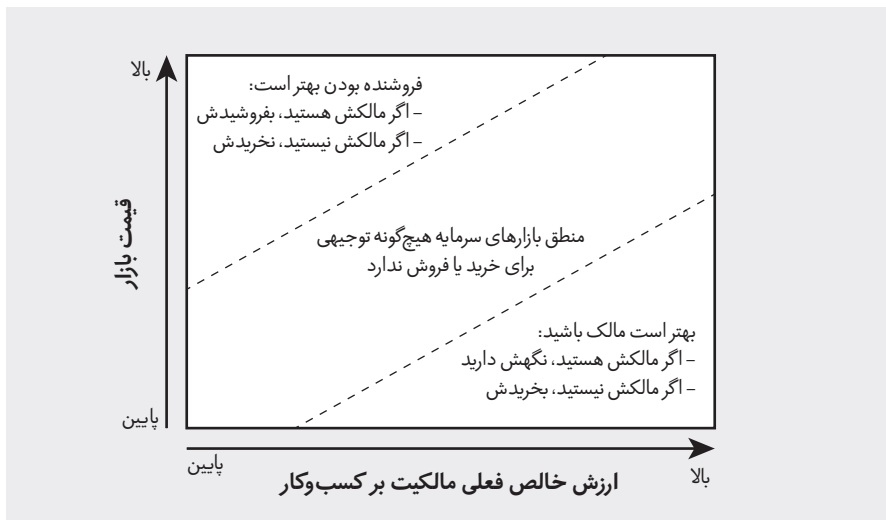 بالا
فروشنده بودن بهتر است:
– اگر مالکش هستید، بفروشیدش
– اگر مالکش نیستید، نخریدش
قیمت بازار
منطق بازارهای سرمایه هیچ‌گونه توجیهی
برای خرید یا فروش ندارد
بهتر است مالک باشید:
– اگر مالکش هستید، نگهش دارید
– اگر مالکش نیستید، بخریدش
پایین
پایین
بالا
ارزش خالص فعلی مالکیت بر کسب‌وکار